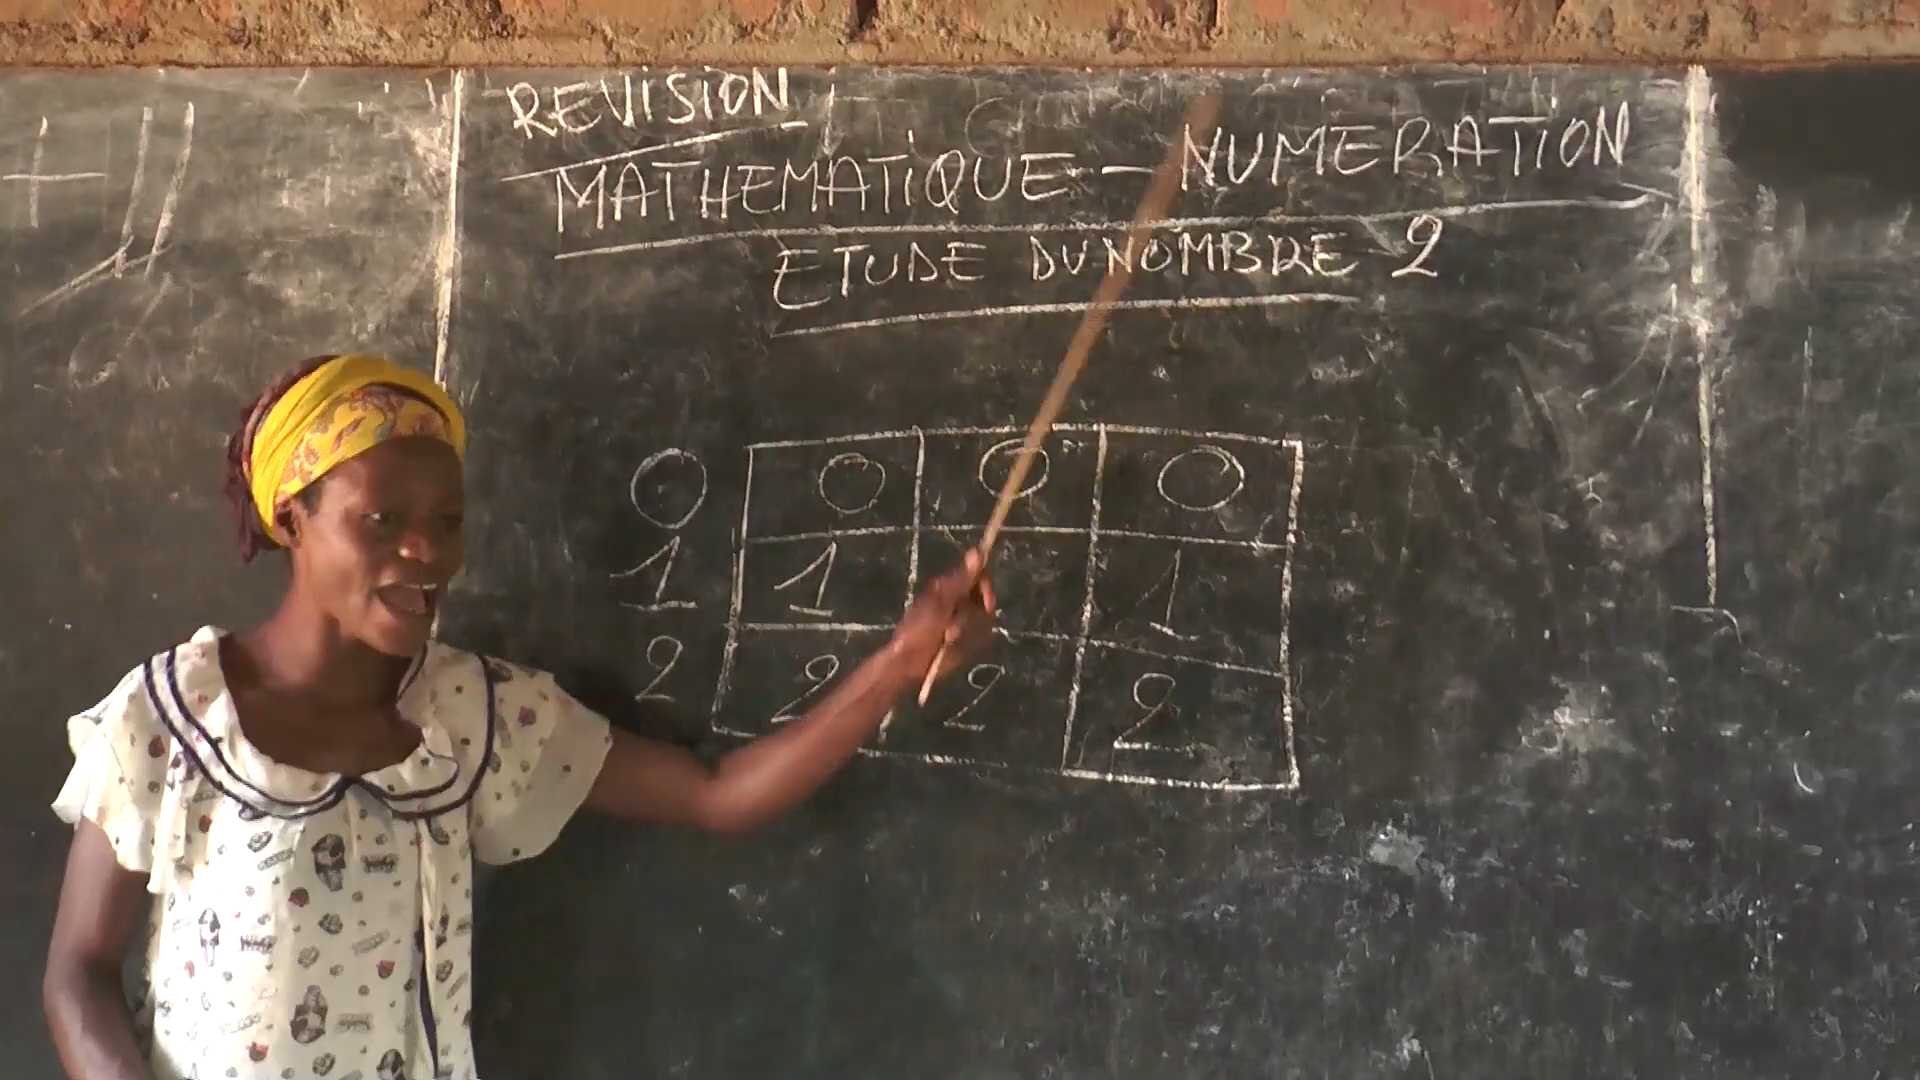 REVISION
MATHEMATIQUE - NUMERATION
ETUDE DU NOMBRE 2
0 0 0 0
1 1 1
2 2 2 2